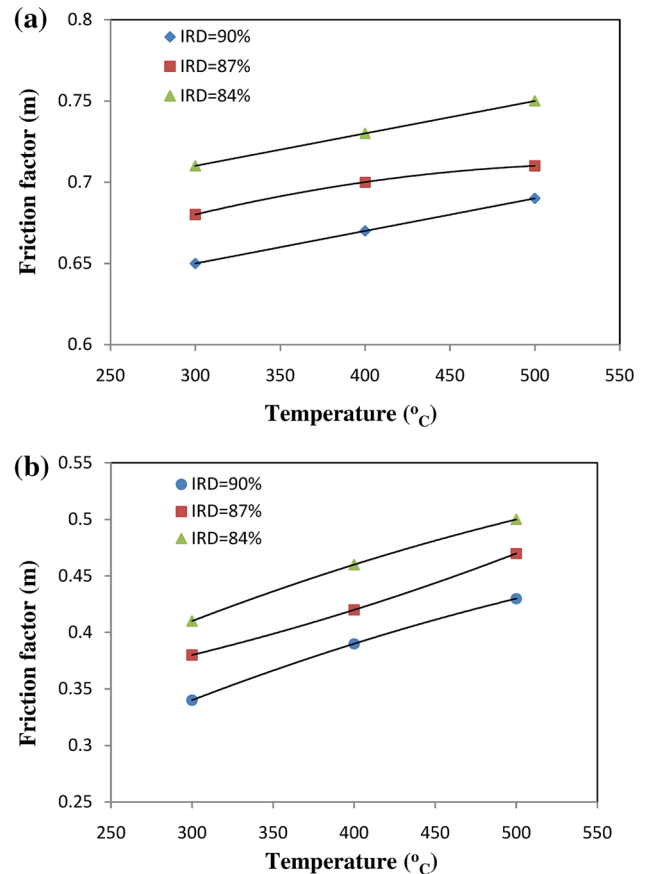 (a)
0.8
0.75
0.7
0.65
0.6
Friction factor (m)
IRD=90%
IRD=87%
IRD=84%
250 300 350 400 450 500 550
Temperature (°C)
(b)
0.55
0.5
0.45
0.4
0.35
0.3
0.25
Friction factor (m)
IRD=90%
IRD=87%
IRD=84%
250 300 350 400 450 500 550
Temperature (°C)